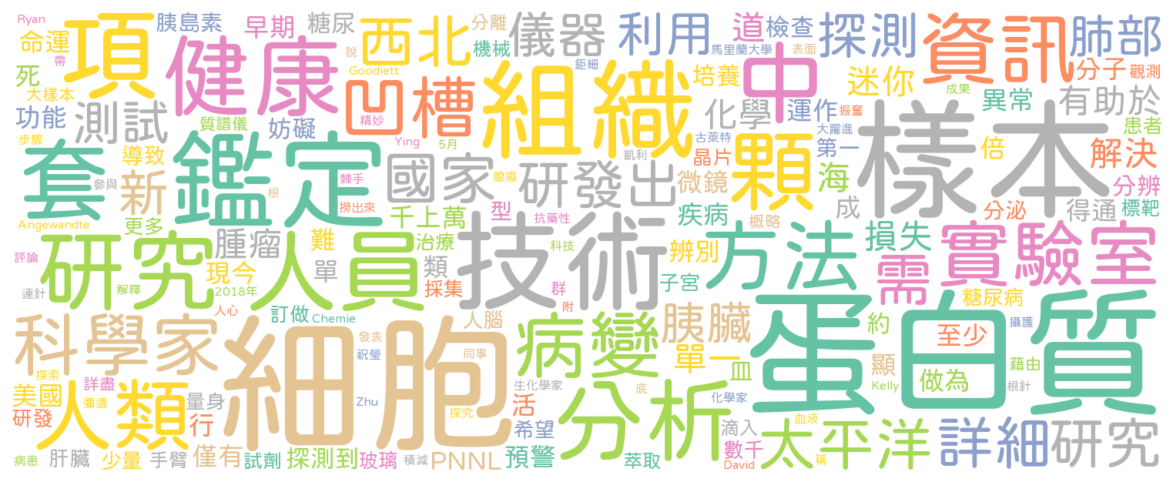 Ryan
胰島素
早期
糖尿
西北
分離
儀器
利用
道
檢查
探測
資訊
肺部
命運
帶
項
健康
說
機械
鉅細
馬里蘭大學
表面
分子
觀測
死
Goodlett
凹槽
組織
培養
中
迷你
成果
異常
有助於
大樣本
功能
測試
質譜儀
妨礙
精妙
化學
運作
振奮
患者
步驟
Ying
5月
古萊特
大躍進
樣本
套
導致
鑑定
國家
研發出
凱利
晶片
第一
顆
倍
解決
參與
新
根
棘手
酸癌
微鏡
海
分辨
撈出來
千上萬
型
抗藥性
疾病
概略
成
分泌
得通
標靶
Angewandte
更多
研究人員
腫瘤
難
治療
技術
科技
辨別
方法
損失
需
實驗室
評論
現今
單
類
連針
解釋
2018年
採集
群
子宮
糖尿病
人心
訂做
Chemie
附
胰臟
約
攝護
科學家
細胞
人腦
病變
單一
蛋白質
至少
發表
祝瑩
同事
血
顯
做為
藉由
探索
美國
詳盡
生化學家
底
Kelly
根針
彌遺
量身
Zhu
探究
化學家
研發
人類
行
活
分析
滴入
血液
希望
數千
太平洋
詳細
研究
病患
肝臟
少量
手臂
僅有
試劑
探測到
玻璃
積減
PNNL
預警
萃取
David
稱